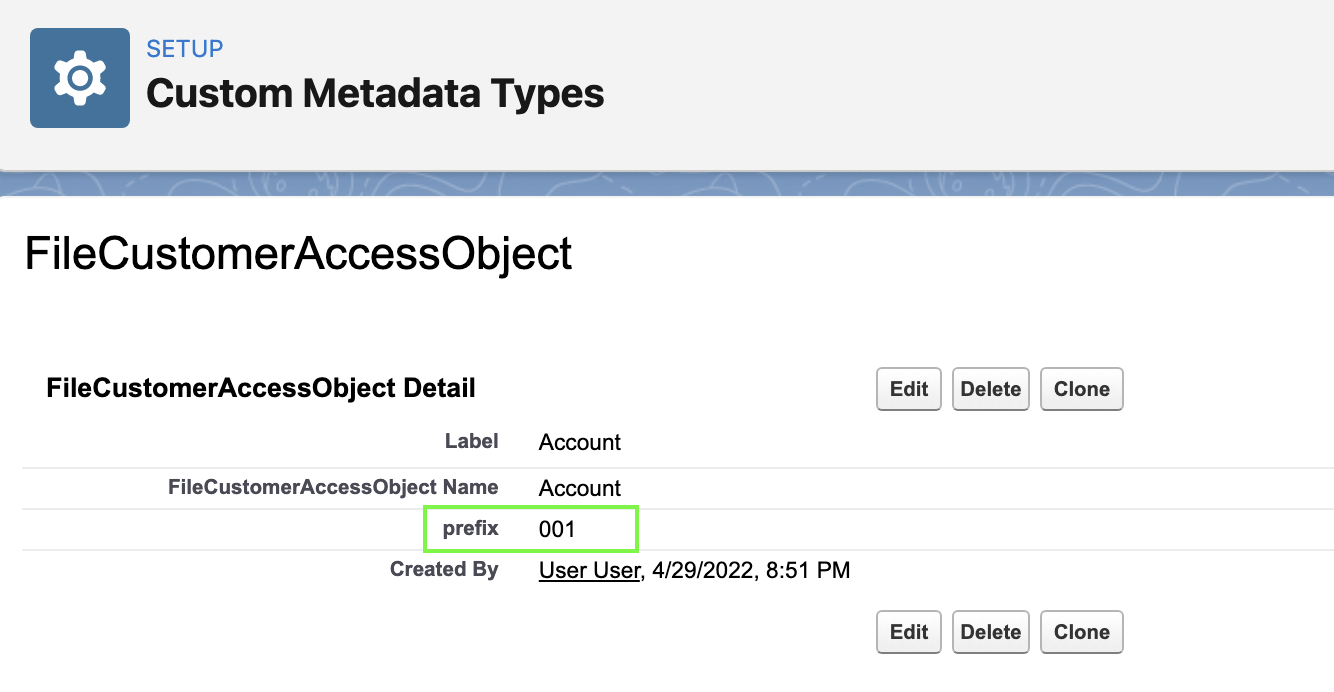 SETUP
Custom Metadata Types
FileCustomerAccessObject
FileCustomerAccessObject Detail Edit Delete Clone
Label Account
FileCustomerAccessObject Name Account
prefix 001
Created By User User, 4/29/2022, 8:51 PM
Edit Delete Clone